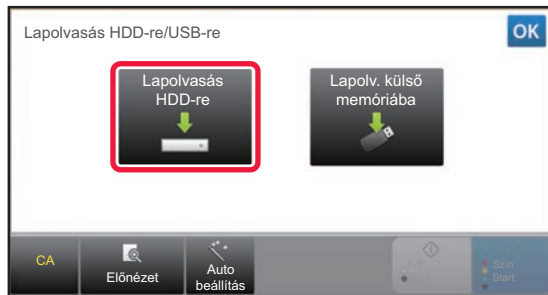 Lapolvasás HDD-re/USB-re
OK
Lapolvasás
HDD-re
Lapolv. külső
memóriába
CA
Előnézet
Auto
beállítás
Szín
Start